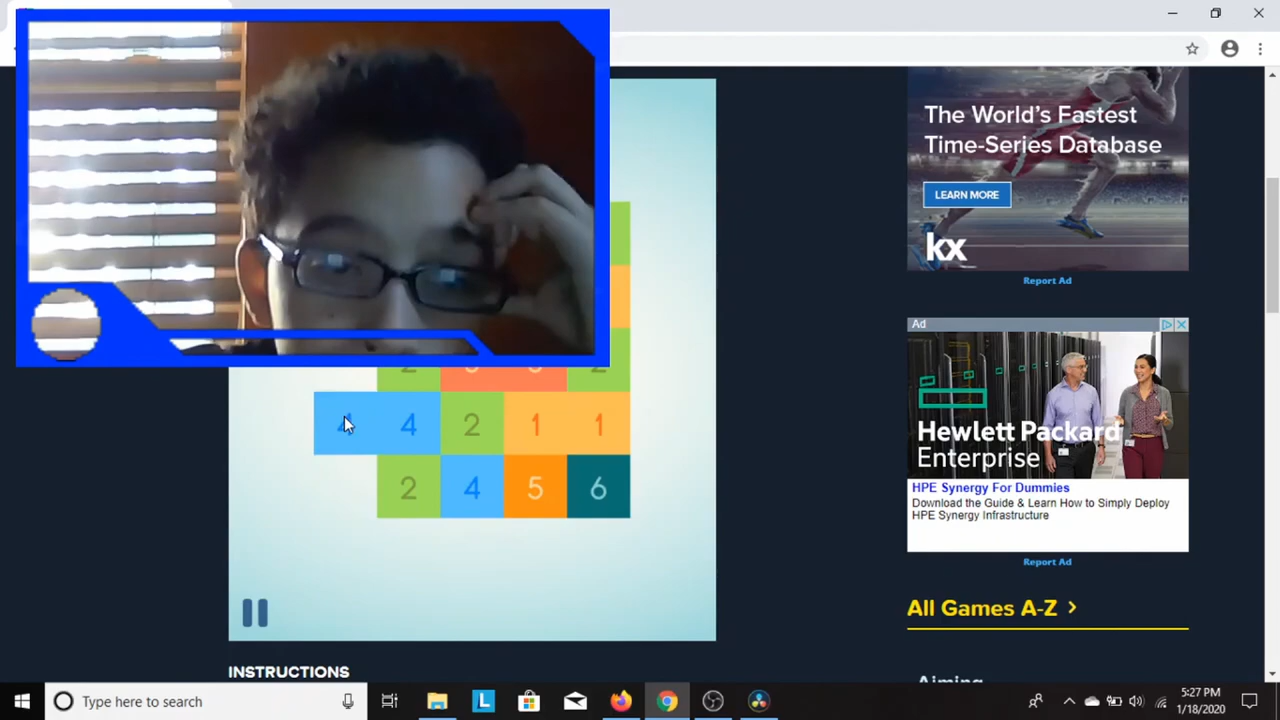 The World's Fastest
Time-Series Database
LEARN MORE
kx
Report Ad
Ad
Hewlett Packard
Enterprise
HPE Synergy For Dummies
Download the Guide & Learn How to Simply Deploy
HPE Synergy Infrastructure
Report Ad
All Games A-Z >
4 4 2 1 1
2 4 5 6
INSTRUCTIONS
Type here to search
L
5:27 PM
1/18/2020